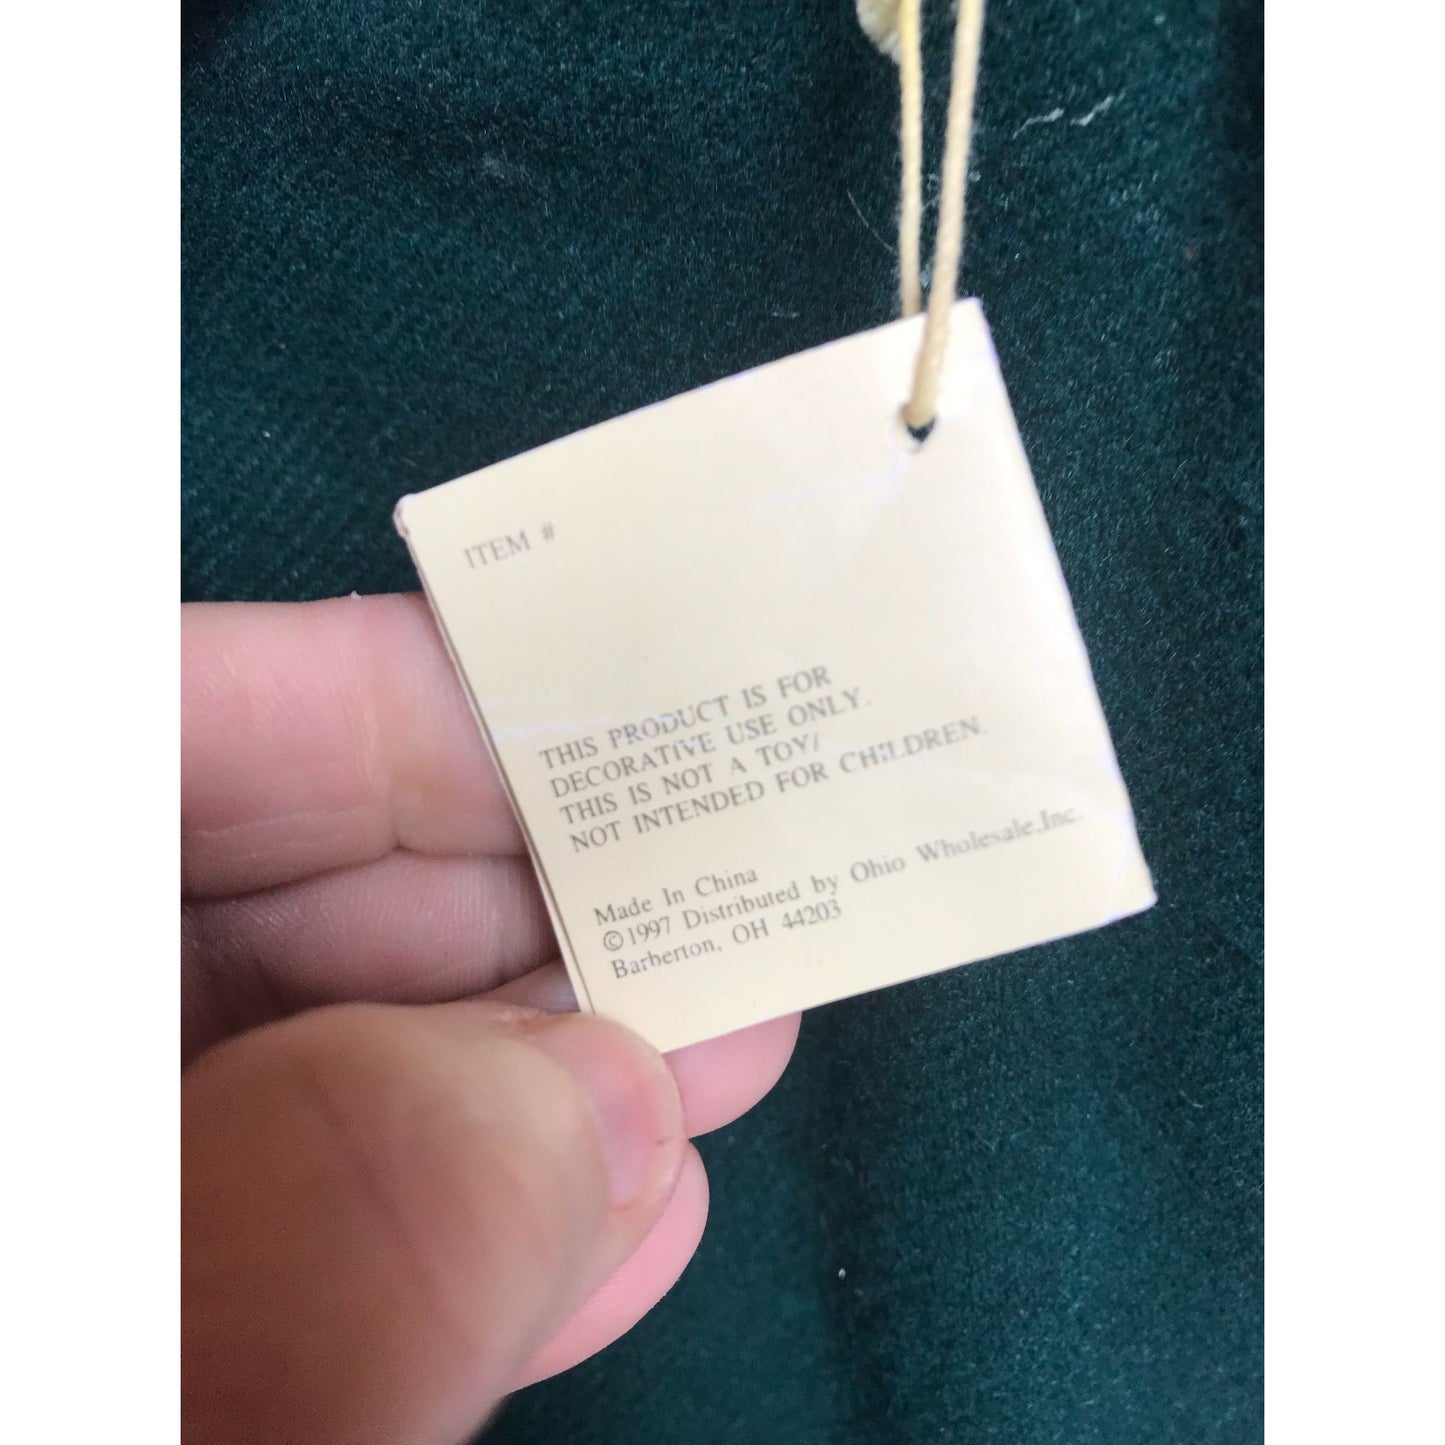 ITEM #
THIS PRODUCT IS FOR
DECORATIVE USE ONLY.
THIS IS NOT A TOY/
NOT INTENDED FOR CHILDREN.
Made In China
©1997 Distributed by Ohio Wholesale,Inc.
Barberton, OH 44203